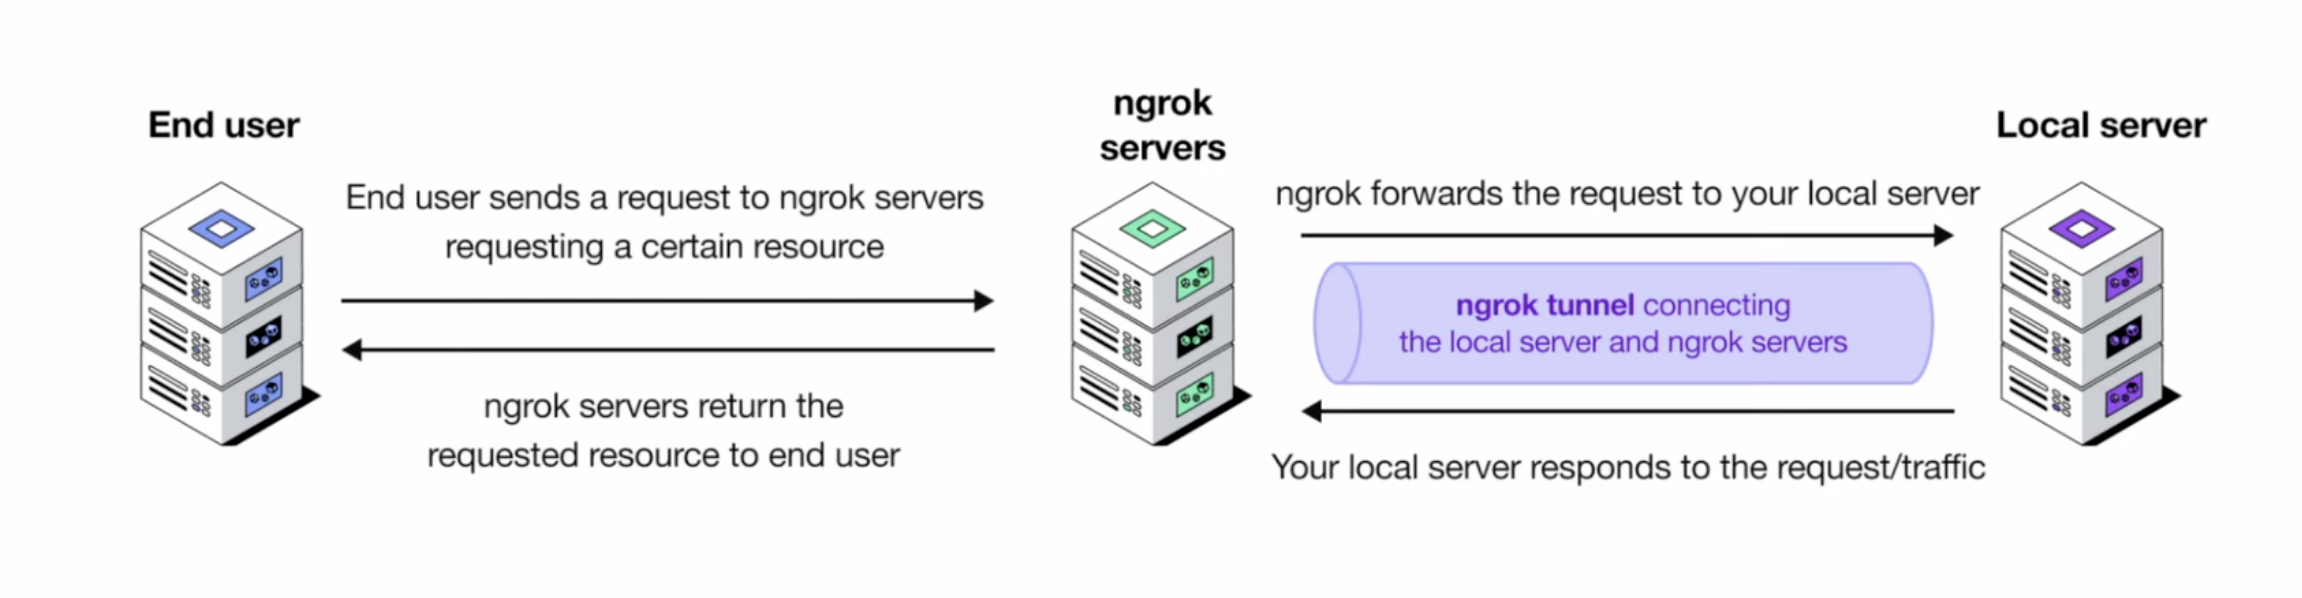 End user
End user sends a request to ngrok servers
requesting a certain resource
ngrok servers return the
requested resource to end user
ngrok
servers
ngrok forwards the request to your local server
ngrok tunnel connecting
the local server and ngrok servers
Your local server responds to the request/traffic
Local server